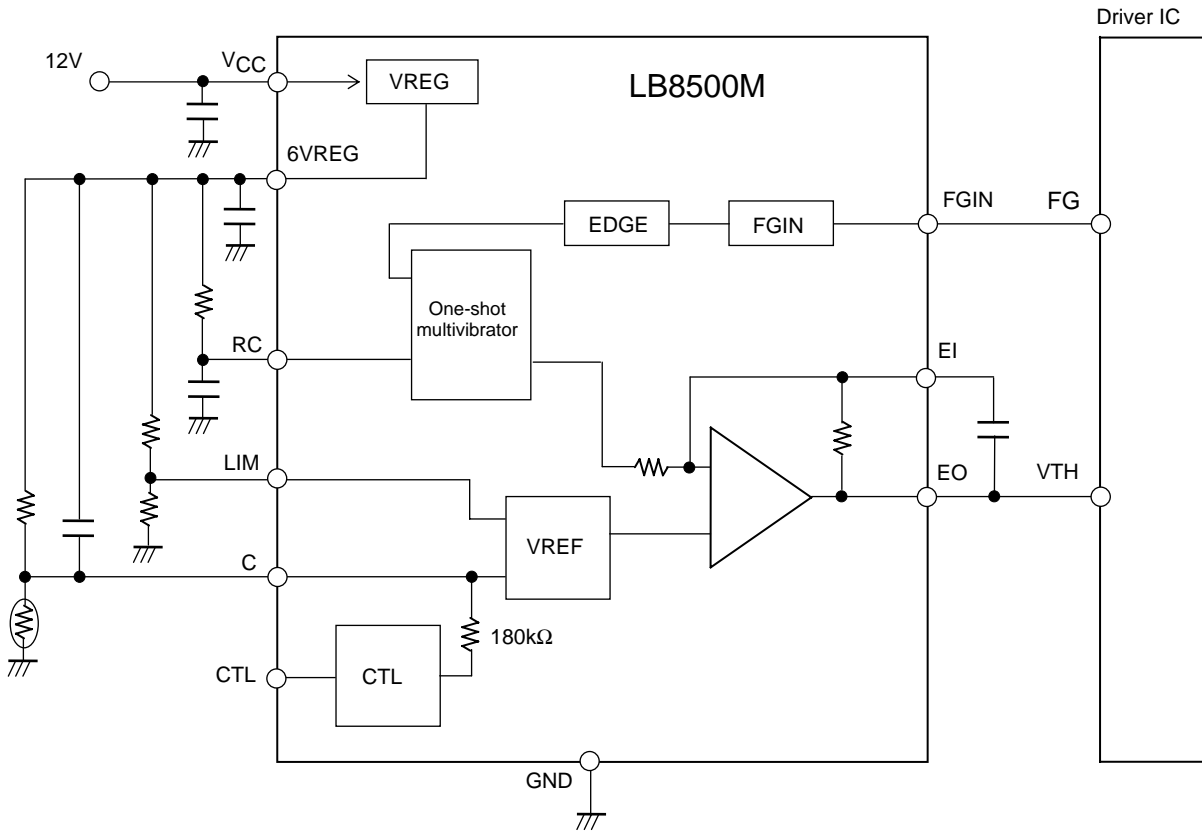 Driver IC
12V
VCC
VREG
LB8500M
6VREG
EDGE
FGIN
FGIN
FG
One-shot
multivibrator
RC
EI
LIM
EO
VTH
VREF
C
180kΩ
CTL
CTL
GND